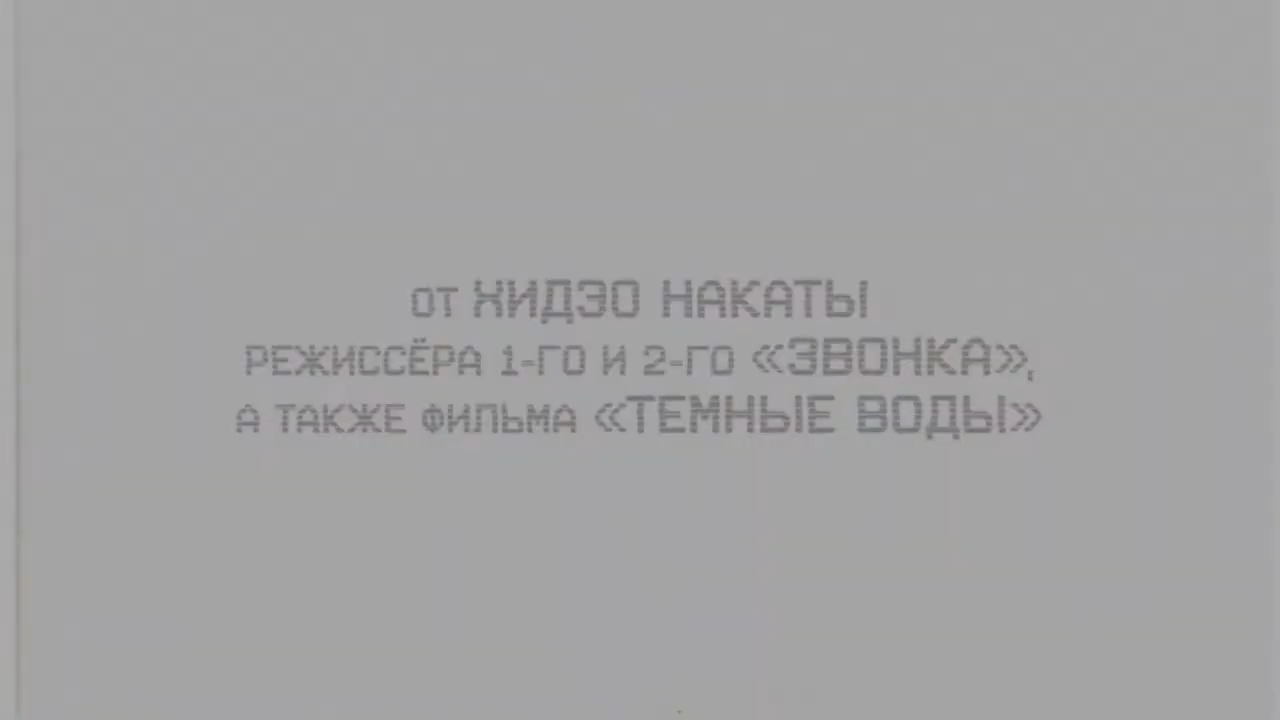 от ХИДЭО НАКАТЫ
РЕЖИССЁРА 1-ГО И 2-ГО «ЗВОНКА»,
А ТАКЖЕ ФИЛЬМА «ТЕМНЫЕ ВОДЫ»